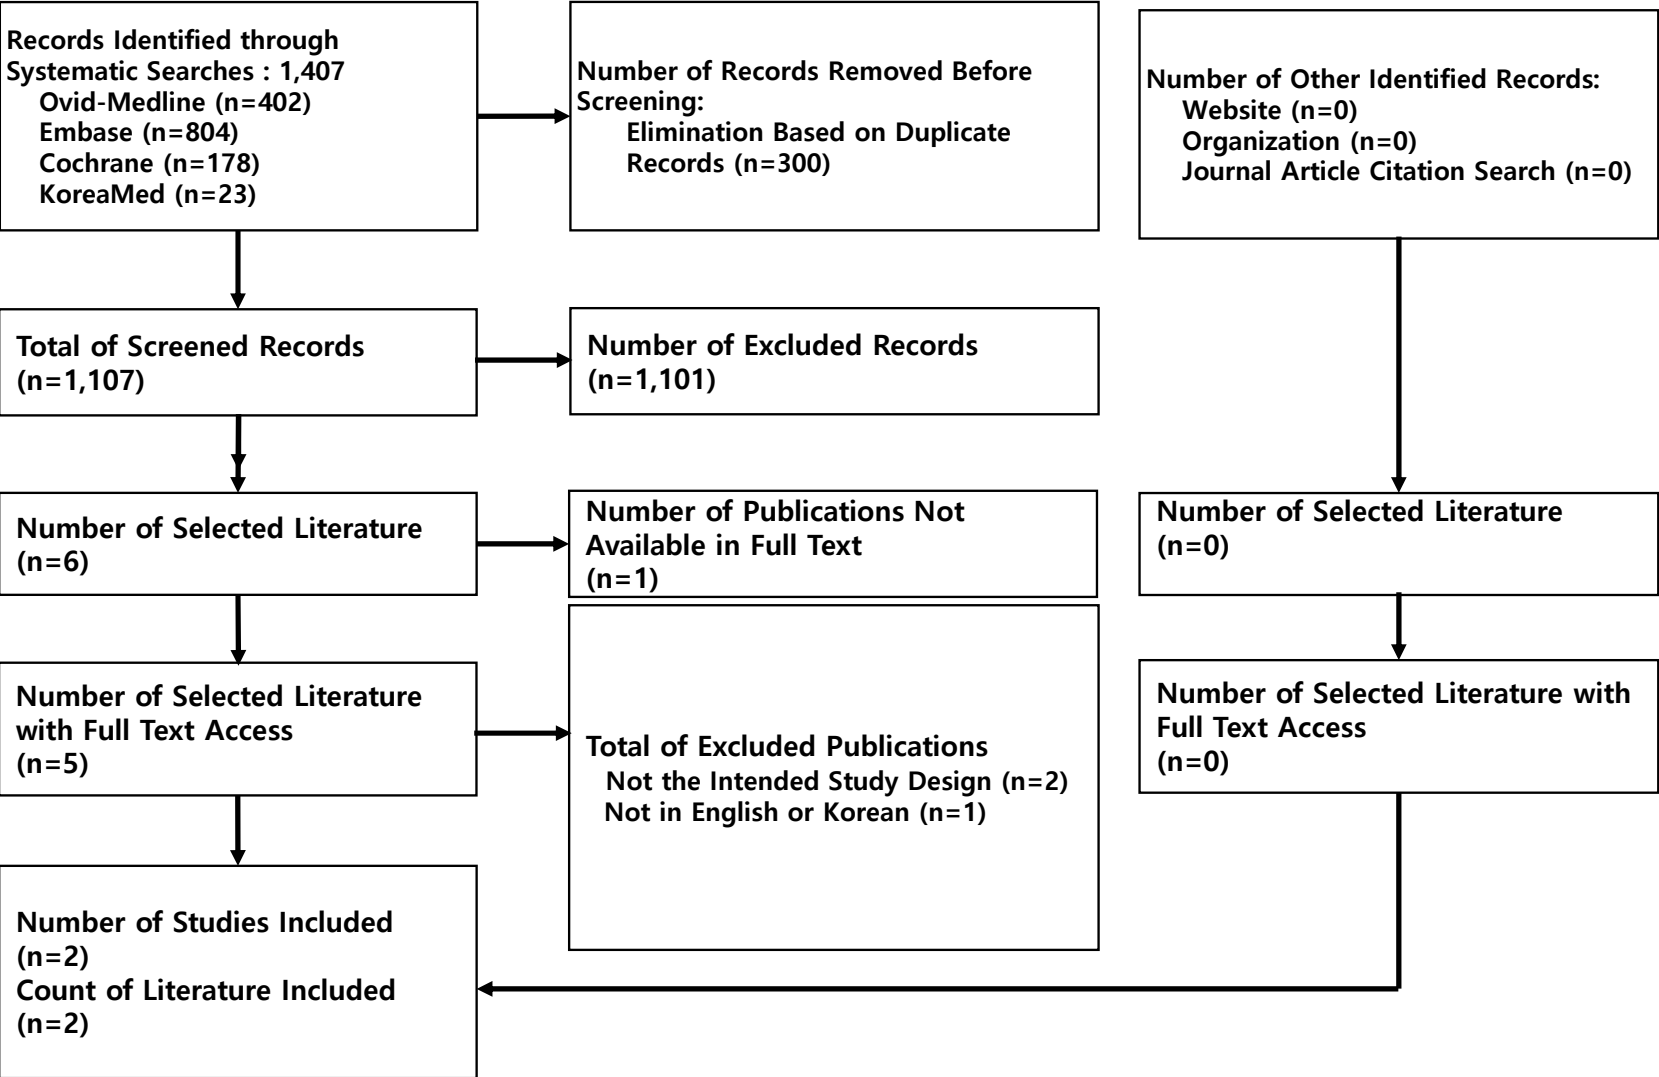 Records Identified through
Systematic Searches : 1,407
Ovid-Medline (n=402)
Embase (n=804)
Cochrane (n=178)
KoreaMed (n=23)
Number of Records Removed Before
Screening:
Elimination Based on Duplicate
Records (n=300)
Number of Other Identified Records:
Website (n=0)
Organization (n=0)
Journal Article Citation Search (n=0)
Total of Screened Records
(n=1,107)
Number of Excluded Records
(n=1,101)
Number of Selected Literature
(n=6)
Number of Publications Not
Available in Full Text
(n=1)
Number of Selected Literature
(n=0)
Number of Selected Literature
with Full Text Access
(n=5)
Total of Excluded Publications
Not the Intended Study Design (n=2)
Not in English or Korean (n=1)
Number of Selected Literature with
Full Text Access
(n=0)
Number of Studies Included
(n=2)
Count of Literature Included
(n=2)